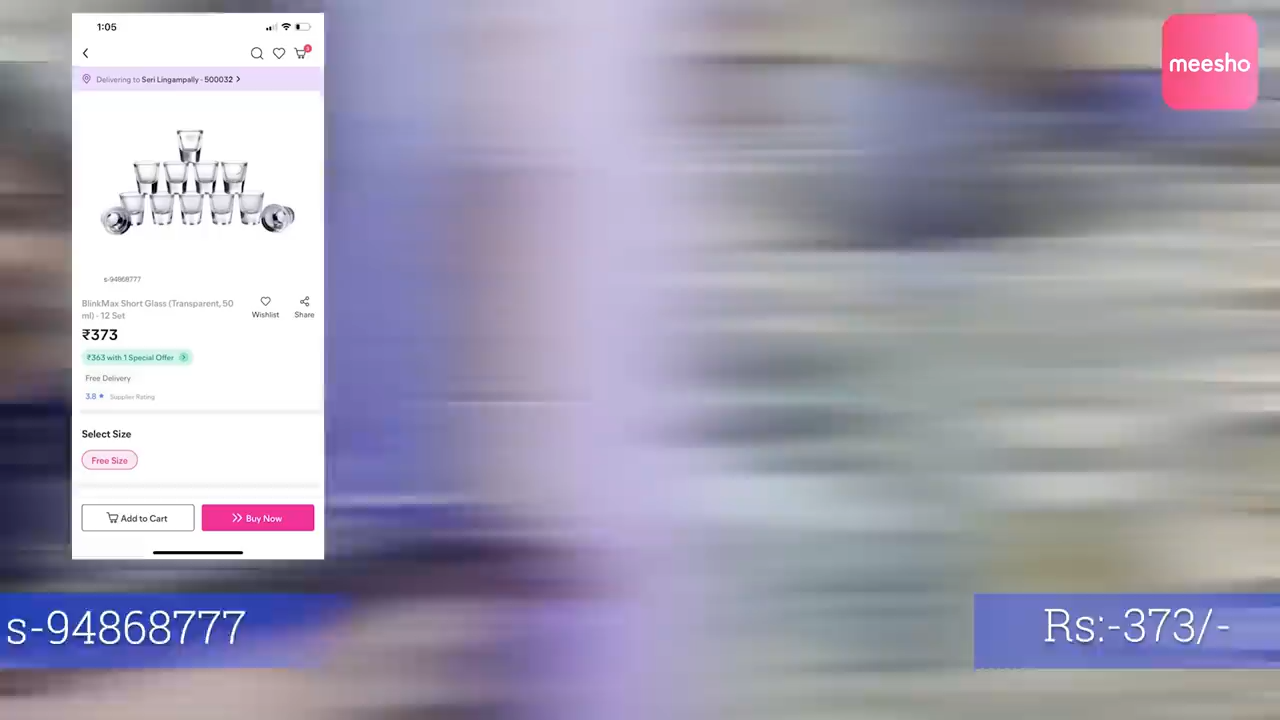 1:05
meesho
3
Delivering to Seri Lingampally - 500032
s-94868777
BlinkMax Short Glass (Transparent, 50
ml) - 12 Set
Wishlist
Share
₹373
₹363 with 1 Special Offer
Free Delivery
3.8 ★ Supplier Rating
Select Size
Free Size
Add to Cart
Buy Now
s-94868777
Rs:-373/-